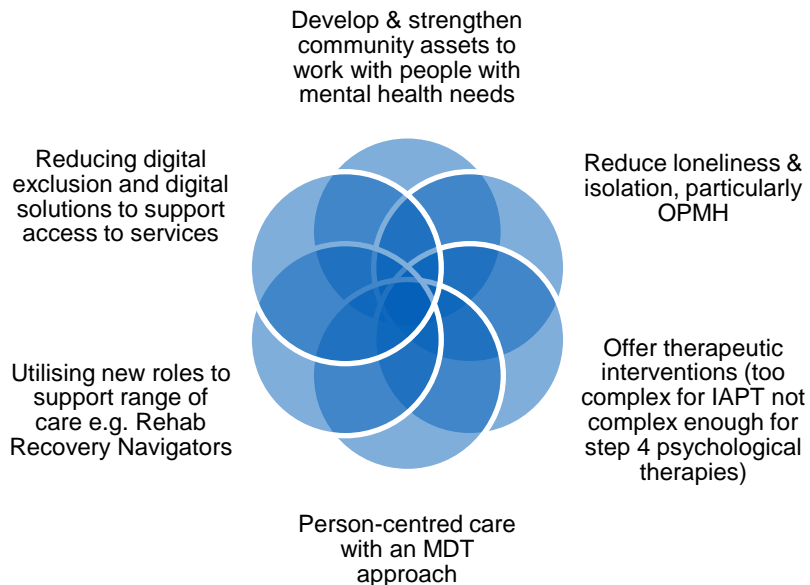 Develop & strengthen
community assets to
work with people with
mental health needs
Reducing digital
exclusion and digital
solutions to support
access to services
Reduce loneliness &
isolation, particularly
OPMH
Utilising new roles to
support range of
care e.g. Rehab
Recovery Navigators
Offer therapeutic
interventions (too
complex for IAPT not
complex enough for
step 4 psychological
therapies)
Person-centred care
with an MDT
approach